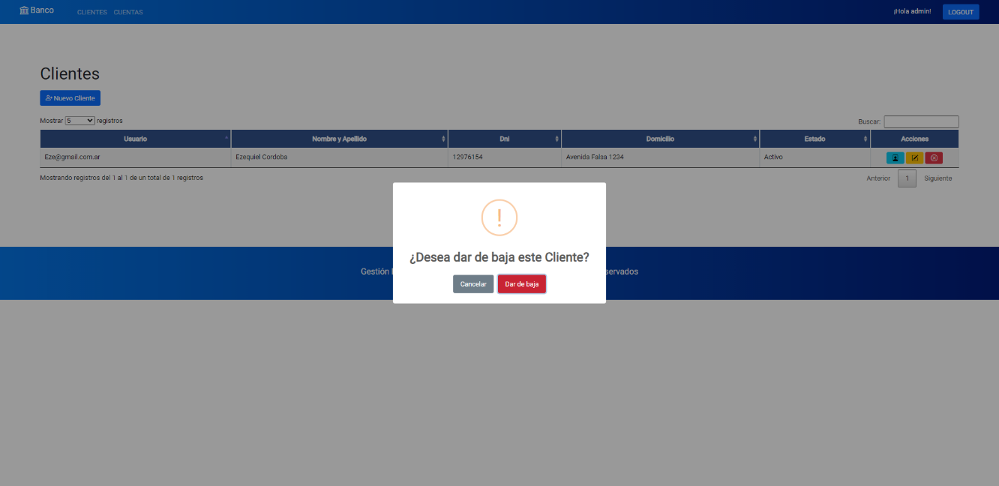 Banco CLIENTES CUENTAS ¡Hola admin! LOGOUT
Clientes
Nuevo Cliente
Mostrar 5 registros Buscar:
Usuario Nombre y Apellido Dni Domicilio Estado Acciones
Eze@gmail.com.ar Ezequiel Cordoba 12976154 Avenida Falsa 1234 Activo
Mostrando registros del 1 al 1 de un total de 1 registros Anterior 1 Siguiente
!
¿Desea dar de baja este Cliente?
Gestión
Cancelar Dar de baja